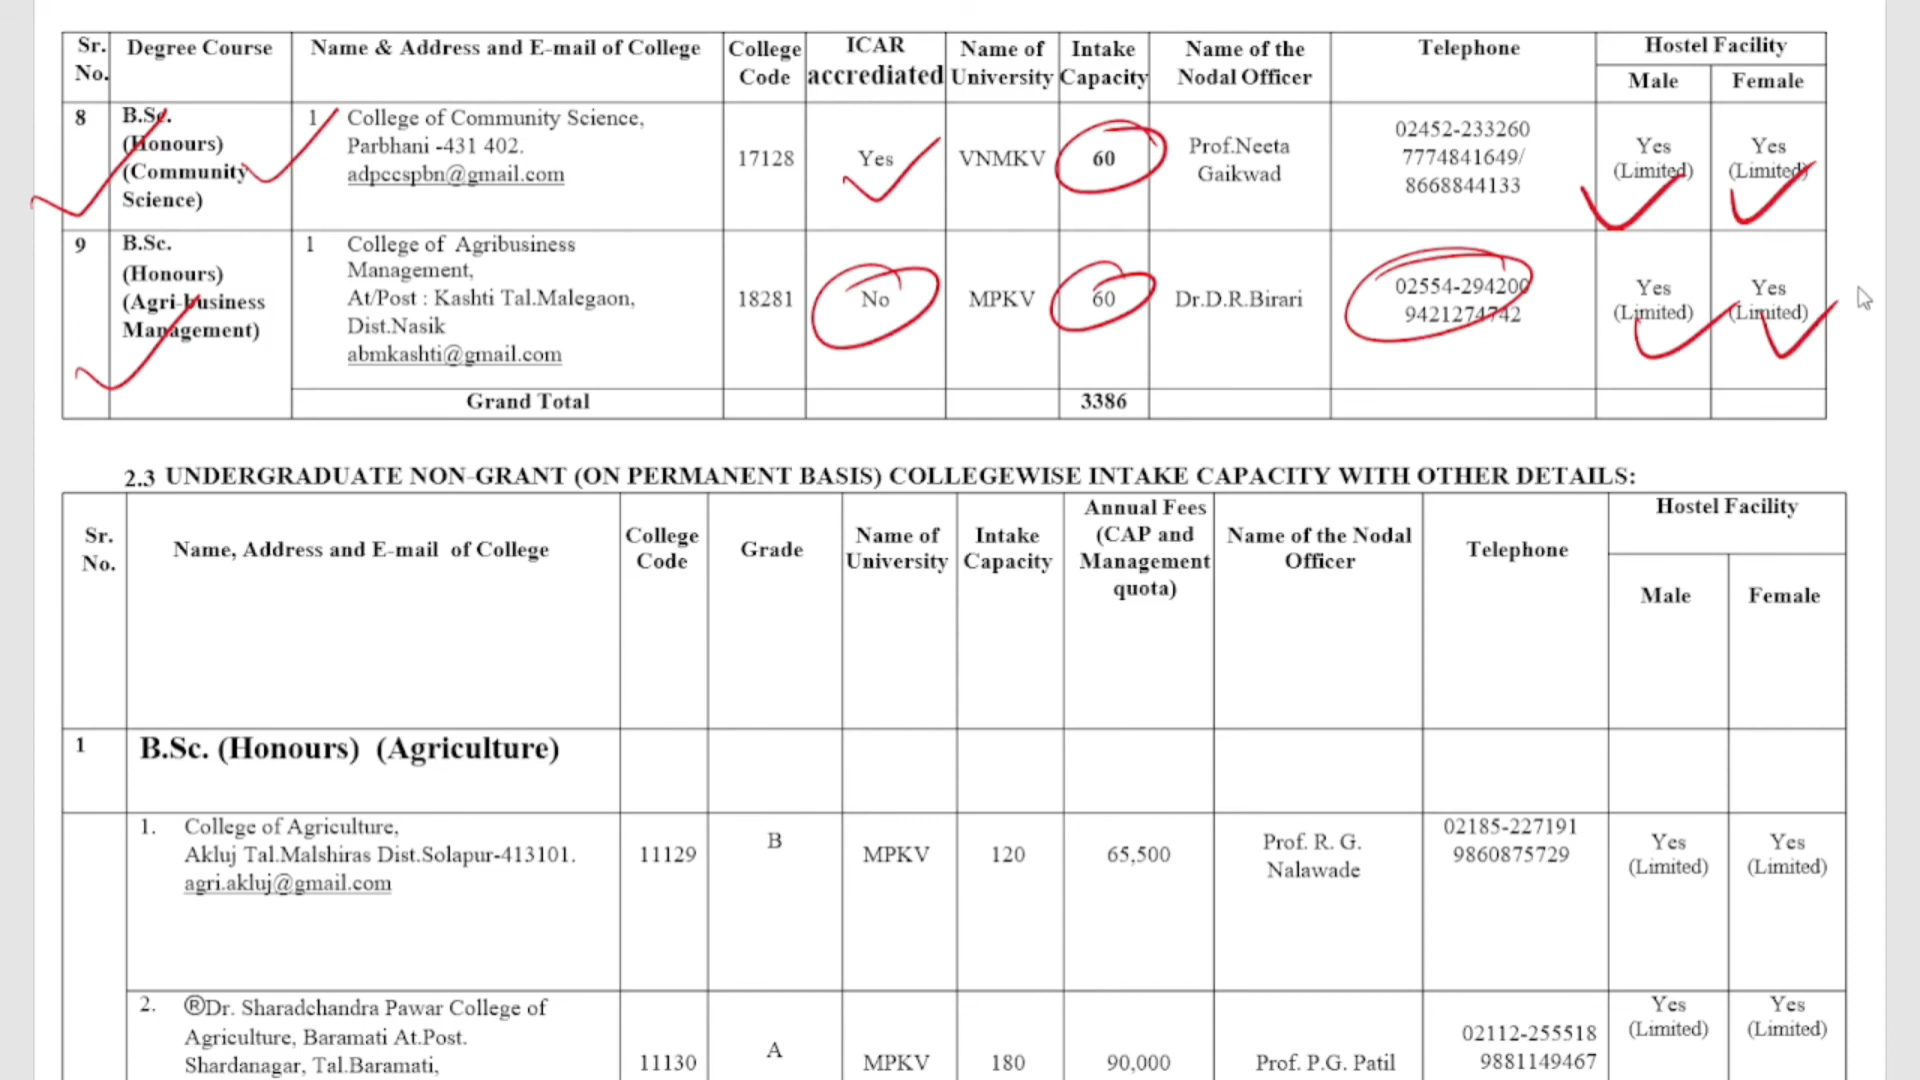 Sr. No. Degree Course Name & Address and E-mail of College College Code ICAR accrediated Name of University Intake Capacity Name of the Nodal Officer Telephone Hostel Facility
Male Female
8 B.Sc. (Honours) (Community Science) 1 College of Community Science, Parbhani -431 402. adpccspbn@gmail.com 17128 Yes VNMKV 60 Prof.Neeta Gaikwad 02452-233260 7774841649/ 8668844133 Yes (Limited) Yes (Limited)
9 B.Sc. (Honours) (Agri-business Management) 1 College of Agribusiness Management, At/Post : Kashti Tal.Malegaon, Dist.Nasik abmkashti@gmail.com 18281 No MPKV 60 Dr.D.R.Birari 02554-294200 9421274742 Yes (Limited) Yes (Limited)
Grand Total 3386
2.3 UNDERGRADUATE NON-GRANT (ON PERMANENT BASIS) COLLEGEWISE INTAKE CAPACITY WITH OTHER DETAILS:
Sr. No. Name, Address and E-mail of College College Code Grade Name of University Intake Capacity Annual Fees (CAP and Management quota) Name of the Nodal Officer Telephone Hostel Facility
Male Female
1 B.Sc. (Honours) (Agriculture)
1. College of Agriculture, Akluj Tal.Malshiras Dist.Solapur-413101. agri.akluj@gmail.com 11129 B MPKV 120 65,500 Prof. R. G. Nalawade 02185-227191 9860875729 Yes (Limited) Yes (Limited)
2. ®Dr. Sharadchandra Pawar College of Agriculture, Baramati At.Post. Shardanagar, Tal.Baramati, 11130 A MPKV 180 90,000 Prof. P.G. Patil 02112-255518 9881149467 Yes (Limited) Yes (Limited)